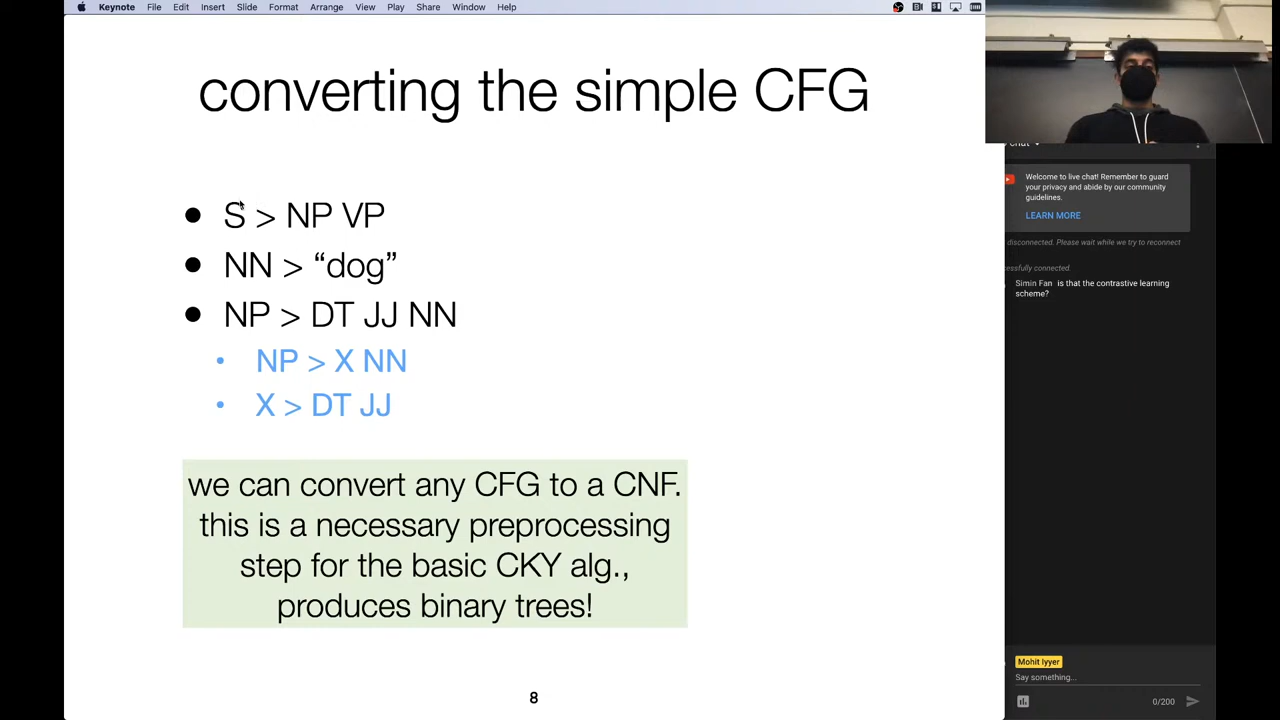 Keynote File Edit Insert Slide Format Arrange View Play Share Window Help
converting the simple CFG
● S > NP VP
● NN > “dog”
● NP > DT JJ NN
• NP > X NN
• X > DT JJ
we can convert any CFG to a CNF.
this is a necessary preprocessing
step for the basic CKY alg.,
produces binary trees!
8
Welcome to live chat! Remember to guard
your privacy and abide by our community
guidelines.
LEARN MORE
disconnected. Please wait while we try to reconnect
Simin Fan is that the contrastive learning
scheme?
Mohit Iyyer
Say something...
0/200